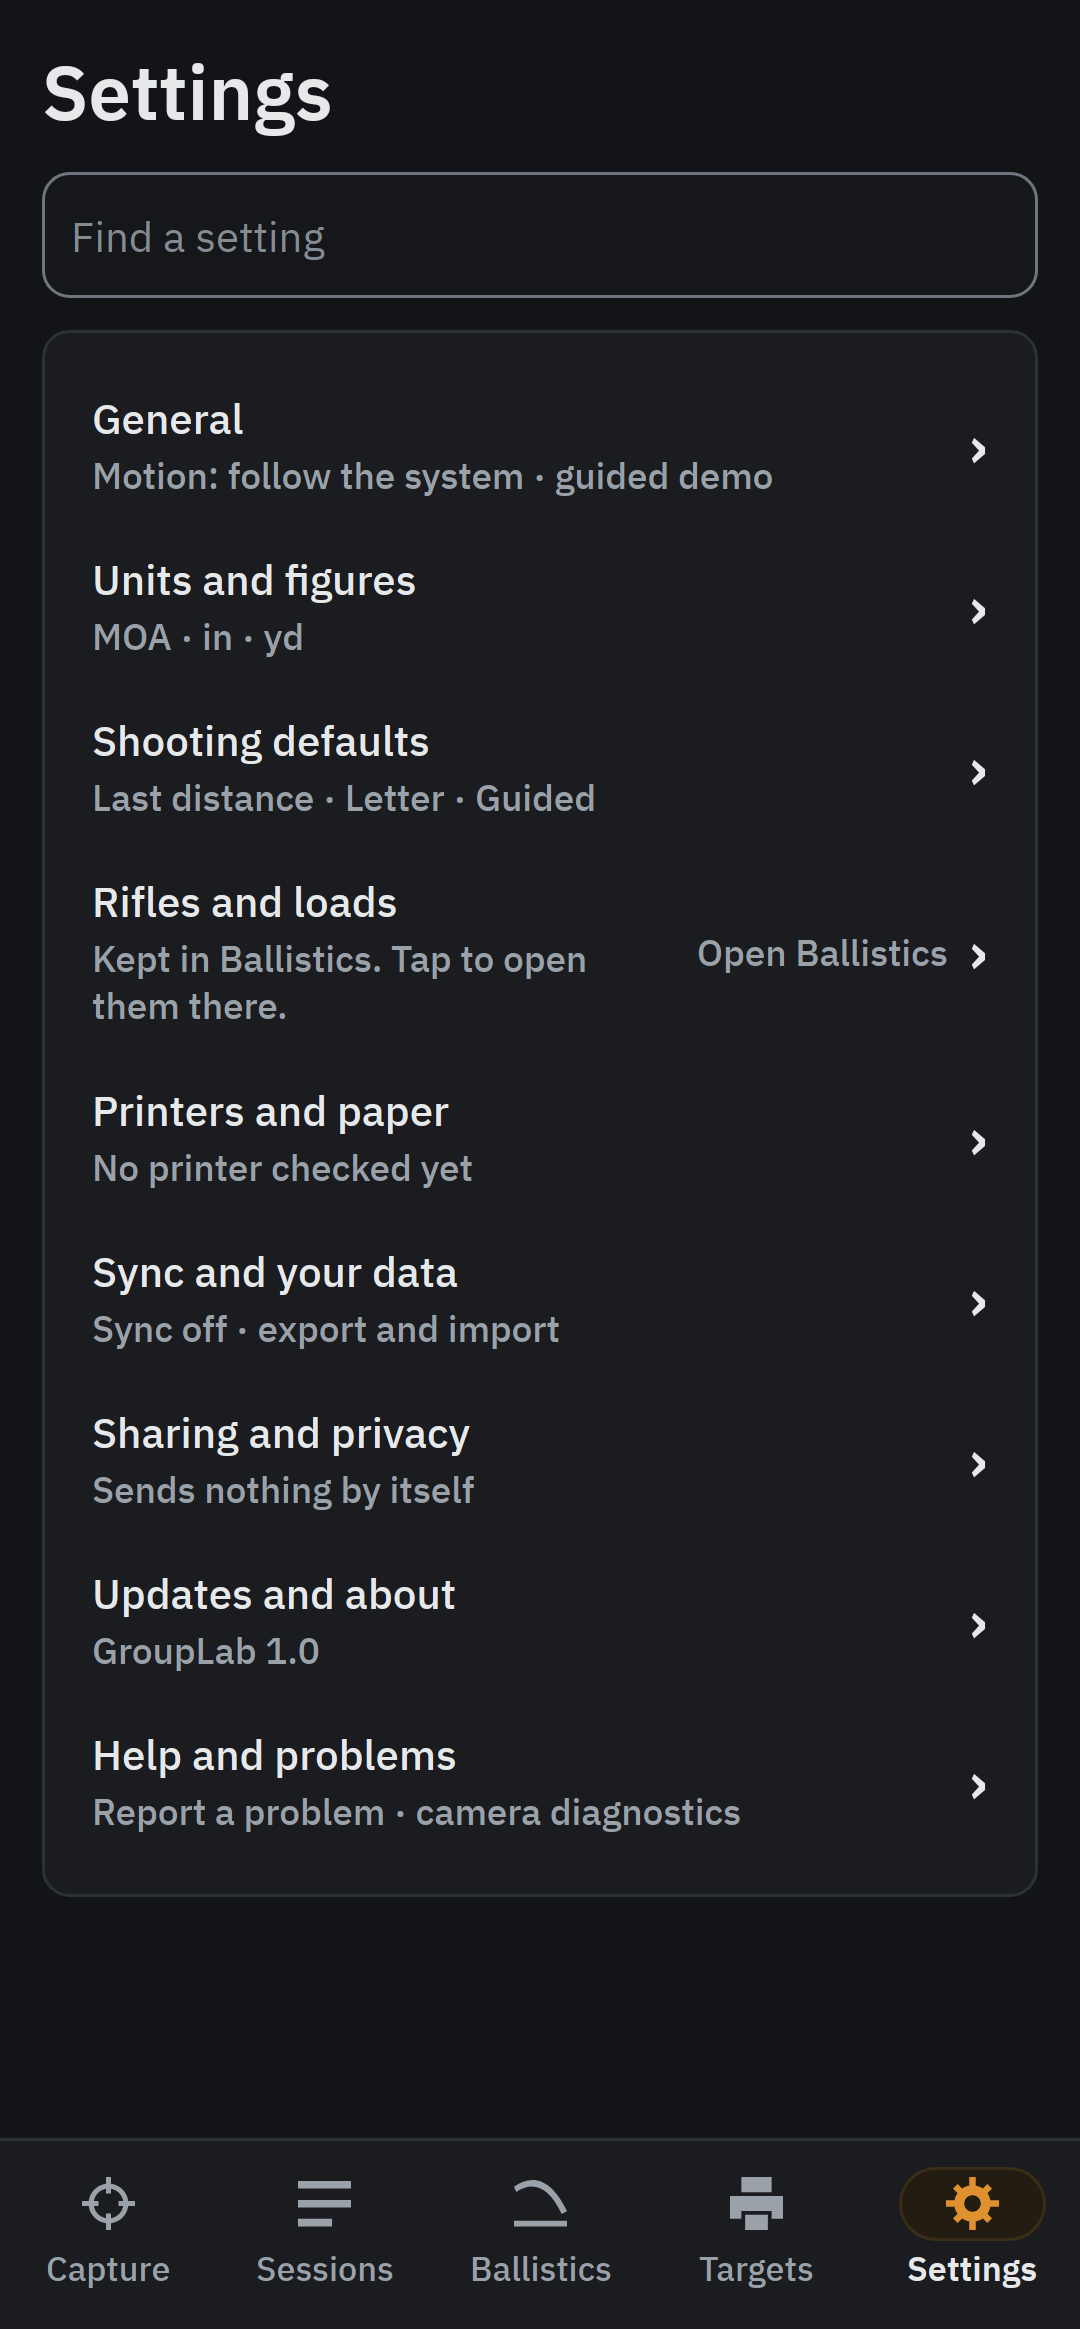 Settings
Find a setting
General
Motion: follow the system · guided demo
Units and figures
MOA · in · yd
Shooting defaults
Last distance · Letter · Guided
Rifles and loads
Kept in Ballistics. Tap to open
them there.
Open Ballistics
Printers and paper
No printer checked yet
Sync and your data
Sync off · export and import
Sharing and privacy
Sends nothing by itself
Updates and about
GroupLab 1.0
Help and problems
Report a problem · camera diagnostics
Capture
Sessions
Ballistics
Targets
Settings